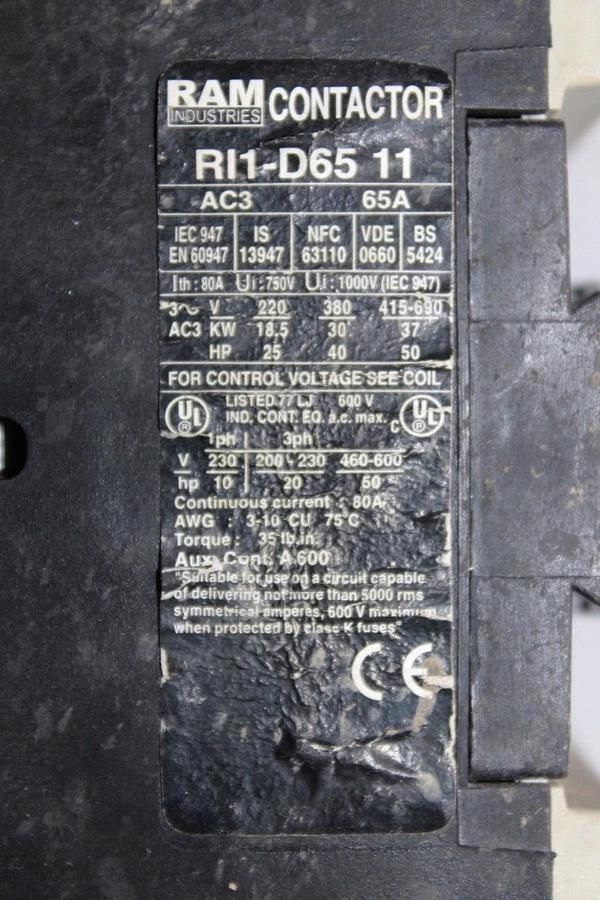 RAM INDUSTRIES CONTACTOR
RI1-D65 11
AC3 65A
IEC 947 IS NFC VDE BS
EN 60947 13947 63110 0660 5424
Ith : 80A Ui : 750V Ui : 1000V (IEC 947)
3~ V 220 380 415-690
AC3 KW 18.5 30 37
HP 25 40 50
FOR CONTROL VOLTAGE SEE COIL
UL LISTED 77 LJ 600 V c UL
IND. CONT. EQ. a.c. max.
1ph 3ph
V 230 200 - 230 460-600
hp 10 20 50
Continuous current : 80A
AWG : 3-10 CU 75°C
Torque : 35 lb.in.
Aux. Cont. A 600
"Suitable for use on a circuit capable
of delivering not more than 5000 rms
symmetrical amperes, 600 V maximum
when protected by class K fuses"
CE